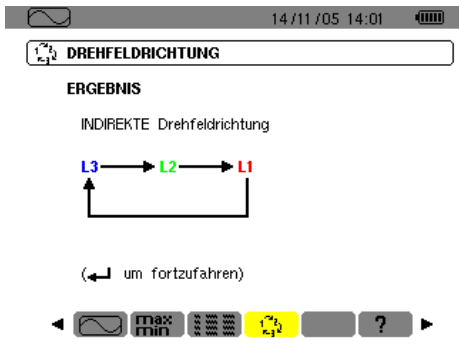 14/11/05 14:01
DREHFELDRICHTUNG
ERGEBNIS
INDIREKTE Drehfeldrichtung
L3 L2 L1
( um fortzufahren)
max min ?